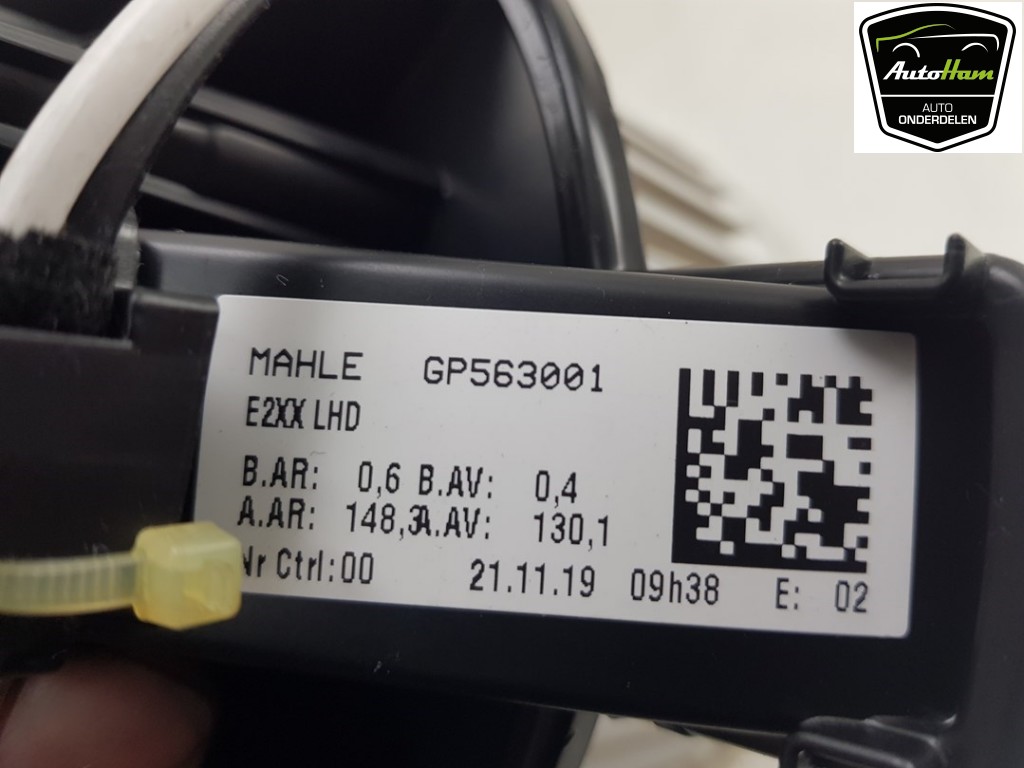 AutoHam
AUTO
ONDERDELEN
MAHLE GP563001
E2XX LHD
B.AR: 0,6 B.AV: 0,4
A.AR: 148,3A.AV: 130,1
Nr Ctrl:00 21.11.19 09h38 E: 02